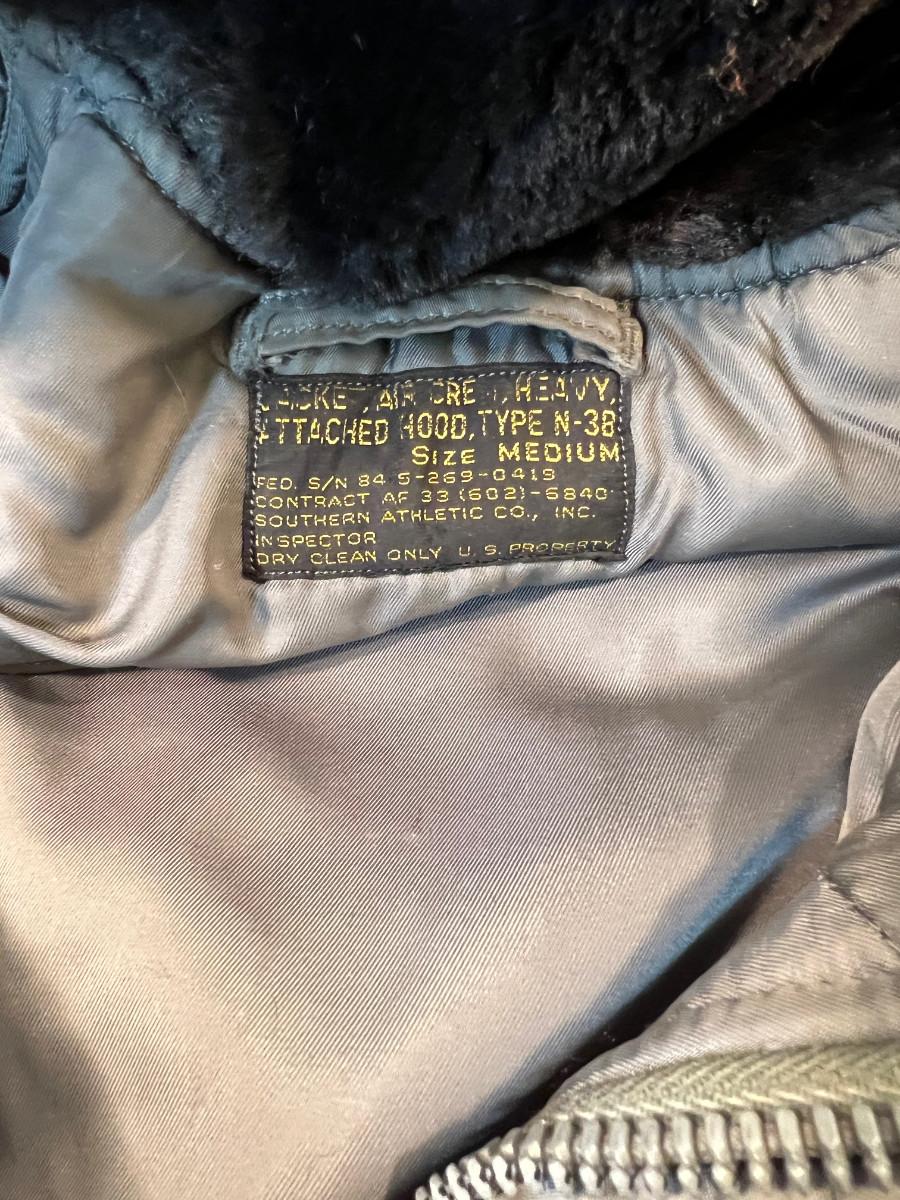 JACKET, AIR CREW, HEAVY,
ATTACHED HOOD, TYPE N-3B
SIZE MEDIUM
FED. S/N 84 5-269-0419
CONTRACT AF 33 (602)-6840
SOUTHERN ATHLETIC CO., INC.
INSPECTOR
DRY CLEAN ONLY U.S. PROPERTY